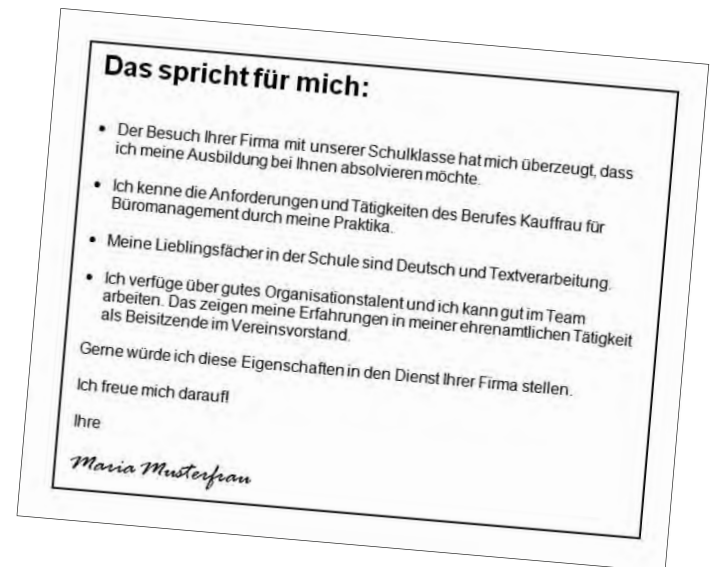 Das spricht für mich:
• Der Besuch Ihrer Firma mit unserer Schulklasse hat mich überzeugt, dass
ich meine Ausbildung bei Ihnen absolvieren möchte.
• Ich kenne die Anforderungen und Tätigkeiten des Berufes Kauffrau für
Büromanagement durch meine Praktika.
• Meine Lieblingsfächer in der Schule sind Deutsch und Textverarbeitung.
• Ich verfüge über gutes Organisationstalent und ich kann gut im Team
arbeiten. Das zeigen meine Erfahrungen in meiner ehrenamtlichen Tätigkeit
als Beisitzende im Vereinsvorstand.
Gerne würde ich diese Eigenschaften in den Dienst Ihrer Firma stellen.
Ich freue mich darauf!
Ihre
Maria Musterfrau